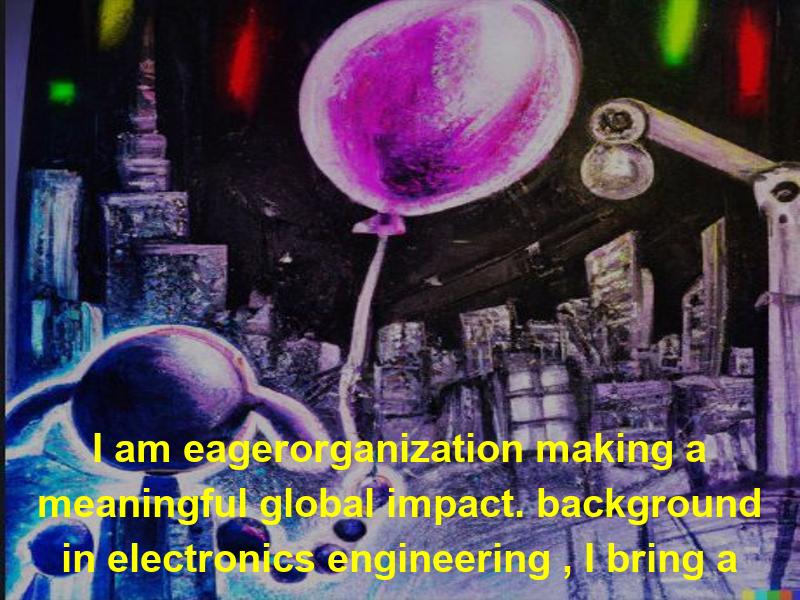 I am eagerorganization making a
meaningful global impact. background
in electronics engineering , I bring a